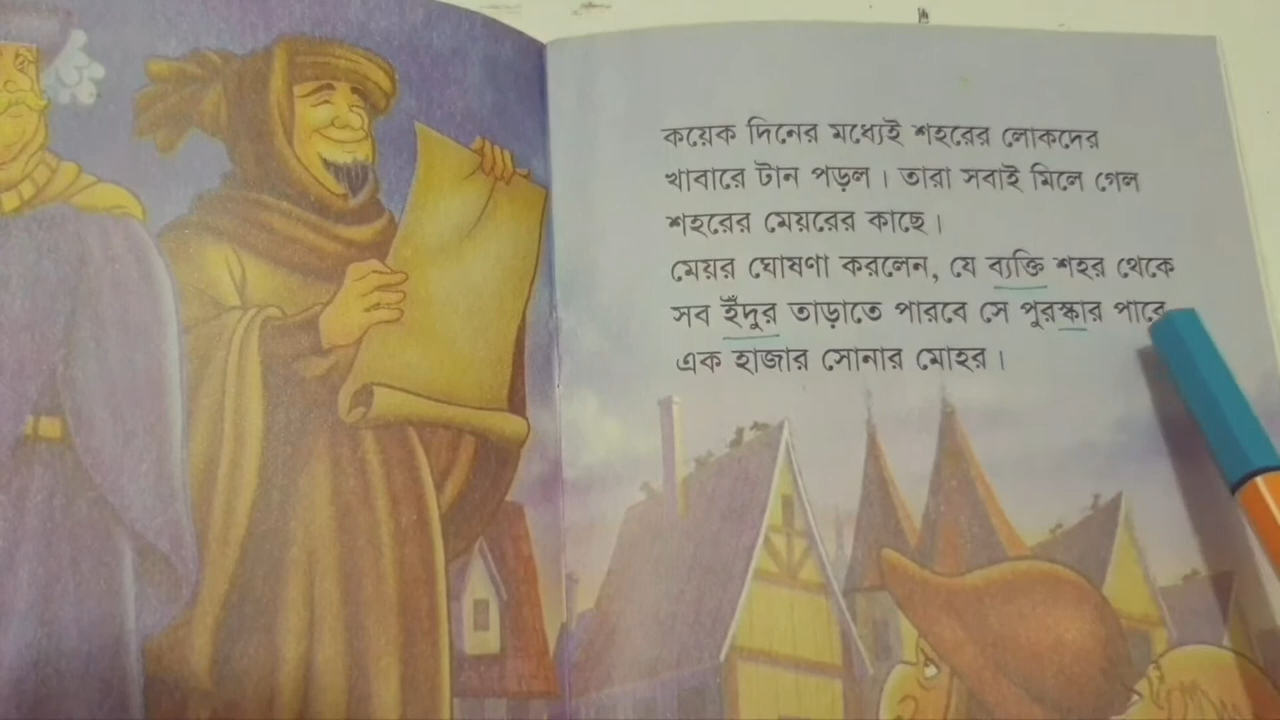 কয়েক দিনের মধ্যেই শহরের লোকদের
খাবারে টান পড়ল। তারা সবাই মিলে গেল
শহরের মেয়রের কাছে।
মেয়র ঘোষণা করলেন, যে ব্যক্তি শহর থেকে
সব ইঁদুর তাড়াতে পারবে সে পুরস্কার পাবে
এক হাজার সোনার মোহর।